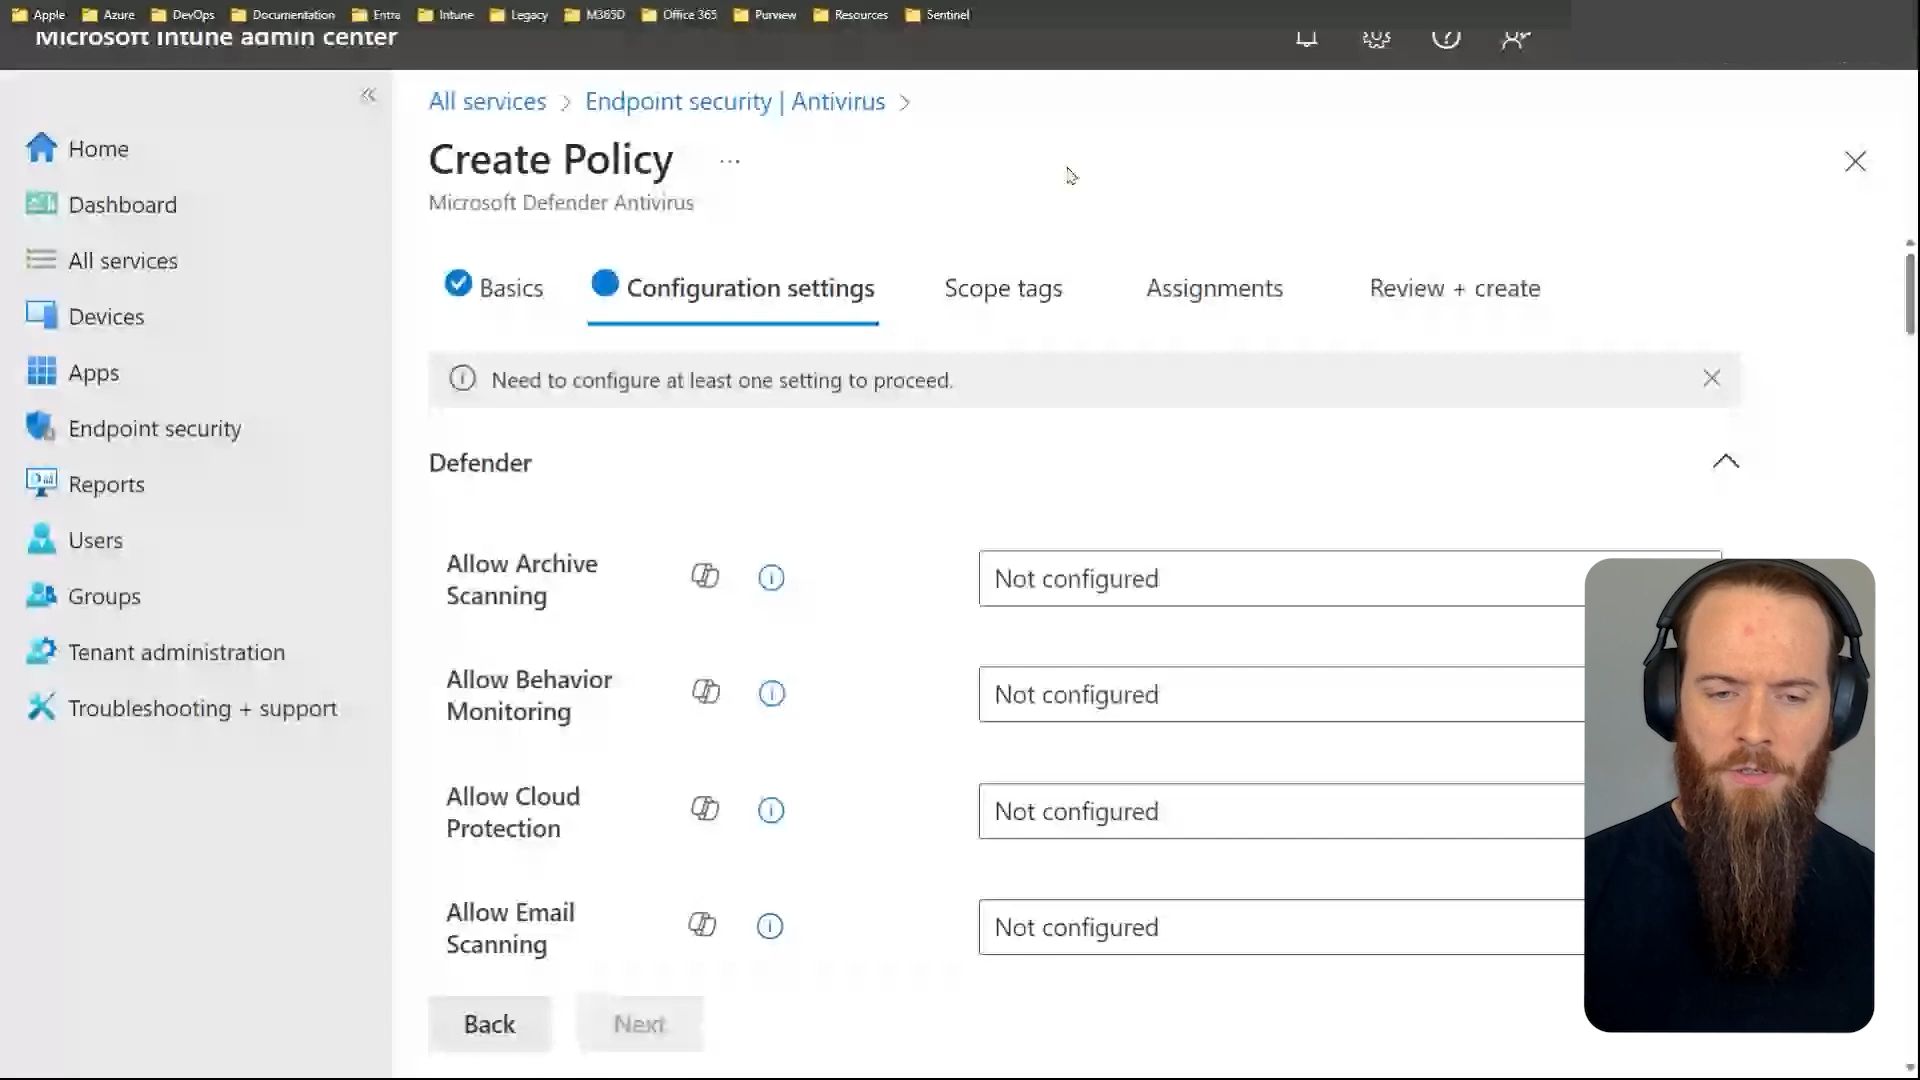 Apple Azure DevOps Documentation Entra Intune Legacy M365D Office 365 Purview Resources Sentinel
Microsoft Intune admin center
All services > Endpoint security | Antivirus >
Create Policy ...
Microsoft Defender Antivirus
Home
Dashboard
All services
Devices
Apps
Endpoint security
Reports
Users
Groups
Tenant administration
Troubleshooting + support
Basics Configuration settings Scope tags Assignments Review + create
Need to configure at least one setting to proceed.
Defender
Allow Archive
Scanning
Not configured
Allow Behavior
Monitoring
Not configured
Allow Cloud
Protection
Not configured
Allow Email
Scanning
Not configured
Back Next